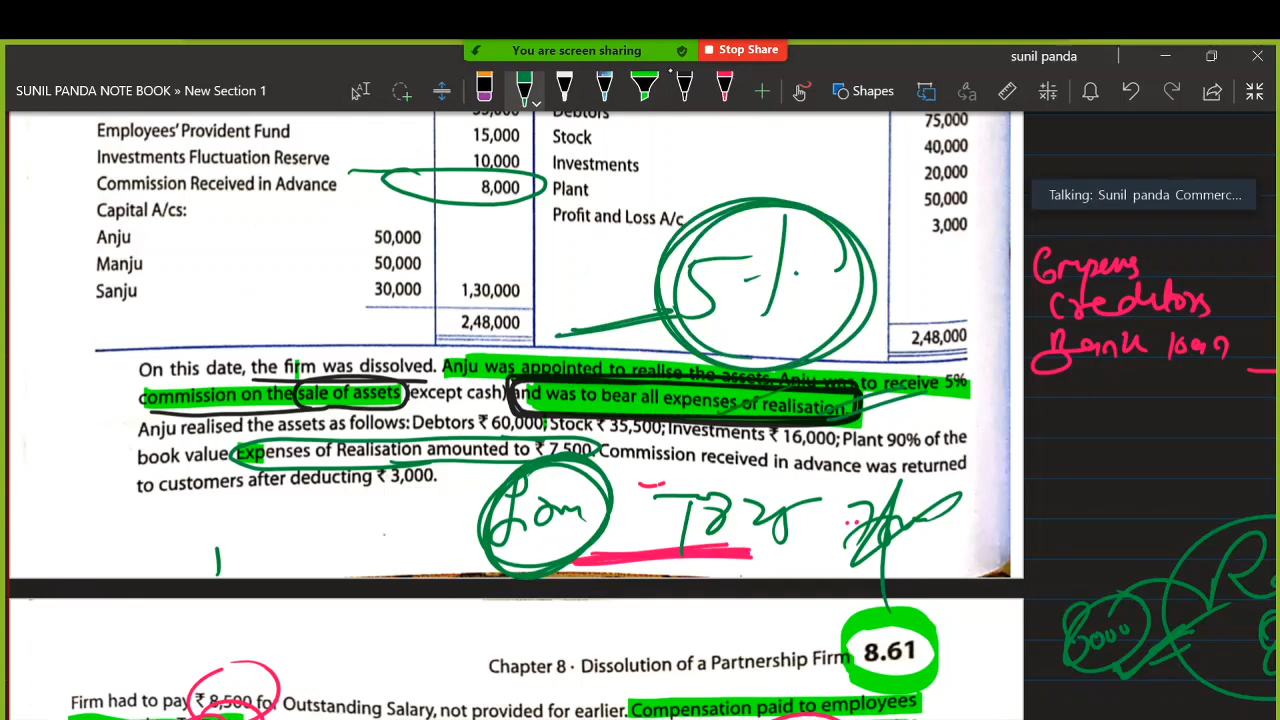 You are screen sharing Stop Share
sunil panda
SUNIL PANDA NOTE BOOK » New Section 1
Shapes
Debtors 75,000
Employees' Provident Fund 15,000 Stock 40,000
Investments Fluctuation Reserve 10,000 Investments 20,000
Commission Received in Advance 8,000 Plant 50,000
Capital A/cs: Profit and Loss A/c 3,000
Anju 50,000
Manju 50,000
Sanju 30,000 1,30,000
2,48,000 2,48,000
5%
Talking: Sunil panda Commerc...
Creditors
Bank loan
On this date, the firm was dissolved. Anju was appointed to realise the assets. Anju was to receive 5%
commission on the sale of assets (except cash) and was to bear all expenses of realisation.
Anju realised the assets as follows: Debtors ₹ 60,000; Stock ₹ 35,500; Investments ₹ 16,000; Plant 90% of the
book value. Expenses of Realisation amounted to ₹ 7,500. Commission received in advance was returned
to customers after deducting ₹ 3,000.
8000
8.61
Chapter 8 · Dissolution of a Partnership Firm
Firm had to pay ₹ 8,500 for Outstanding Salary, not provided for earlier. Compensation paid to employees